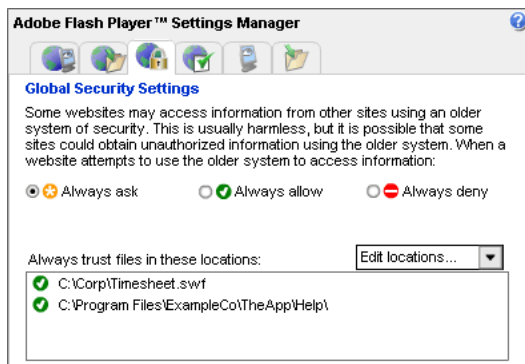 Adobe Flash Player™ Settings Manager
?
Global Security Settings
Some websites may access information from other sites using an older
system of security. This is usually harmless, but it is possible that some
sites could obtain unauthorized information using the older system. When a
website attempts to use the older system to access information:
Always ask Always allow Always deny
Always trust files in these locations: Edit locations...
C:\Corp\Timesheet.swf
C:\Program Files\ExampleCo\TheApp\Help\